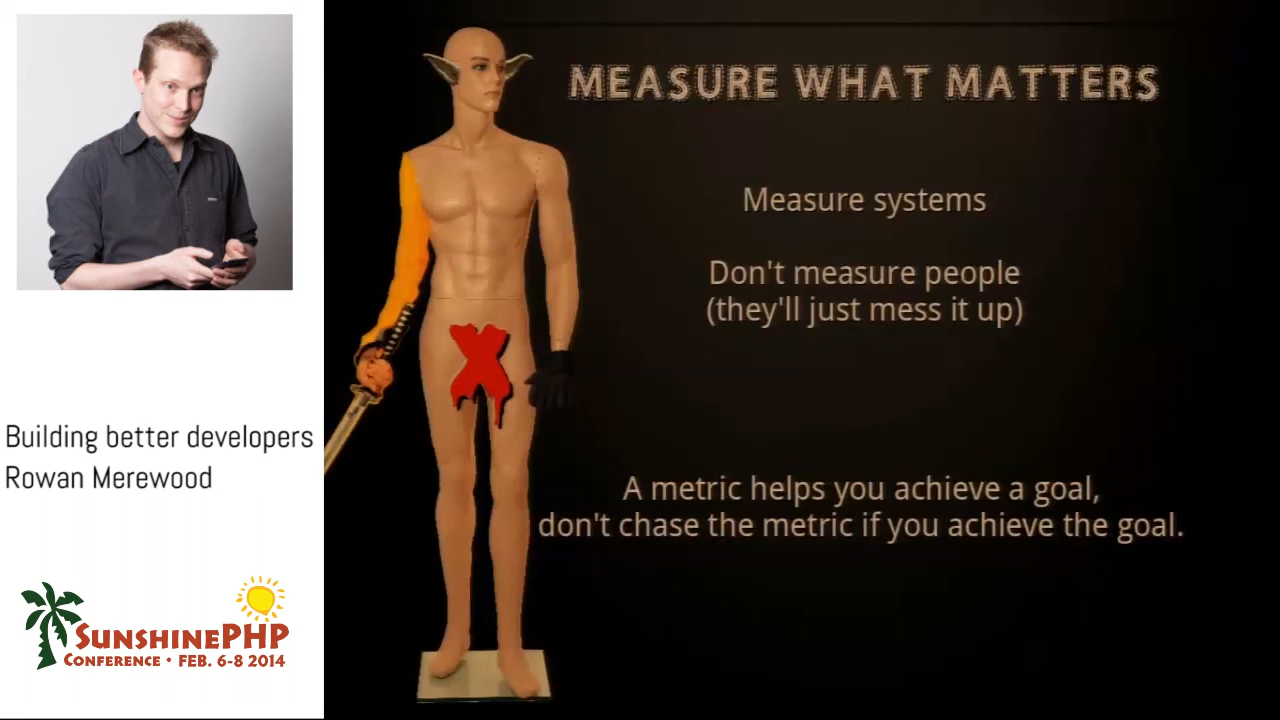 MEASURE WHAT MATTERS
Measure systems
Don't measure people
(they'll just mess it up)
A metric helps you achieve a goal,
don't chase the metric if you achieve the goal.
Building better developers
Rowan Merewood
SUNSHINEPHP
CONFERENCE • FEB. 6-8 2014